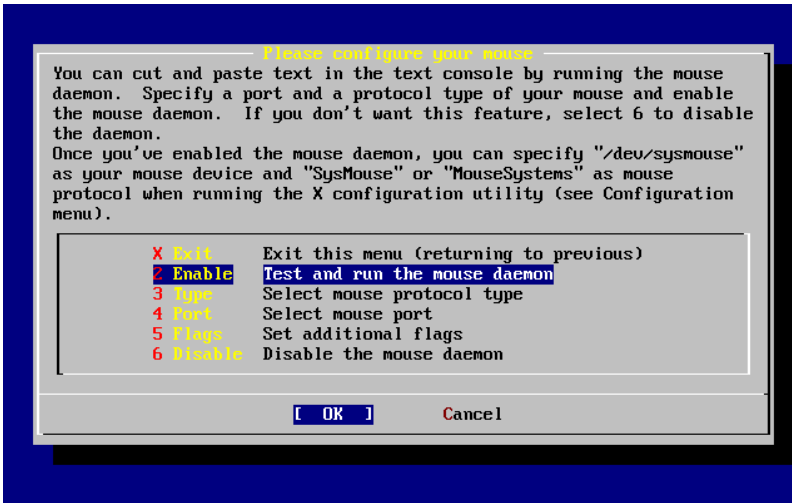 Please configure your mouse
You can cut and paste text in the text console by running the mouse
daemon.  Specify a port and a protocol type of your mouse and enable
the mouse daemon.  If you don't want this feature, select 6 to disable
the daemon.
Once you've enabled the mouse daemon, you can specify "/dev/sysmouse"
as your mouse device and "SysMouse" or "MouseSystems" as mouse
protocol when running the X configuration utility (see Configuration
menu).
X Exit    Exit this menu (returning to previous)
2 Enable  Test and run the mouse daemon
3 Type    Select mouse protocol type
4 Port    Select mouse port
5 Flags   Set additional flags
6 Disable Disable the mouse daemon
[  OK  ]     Cancel